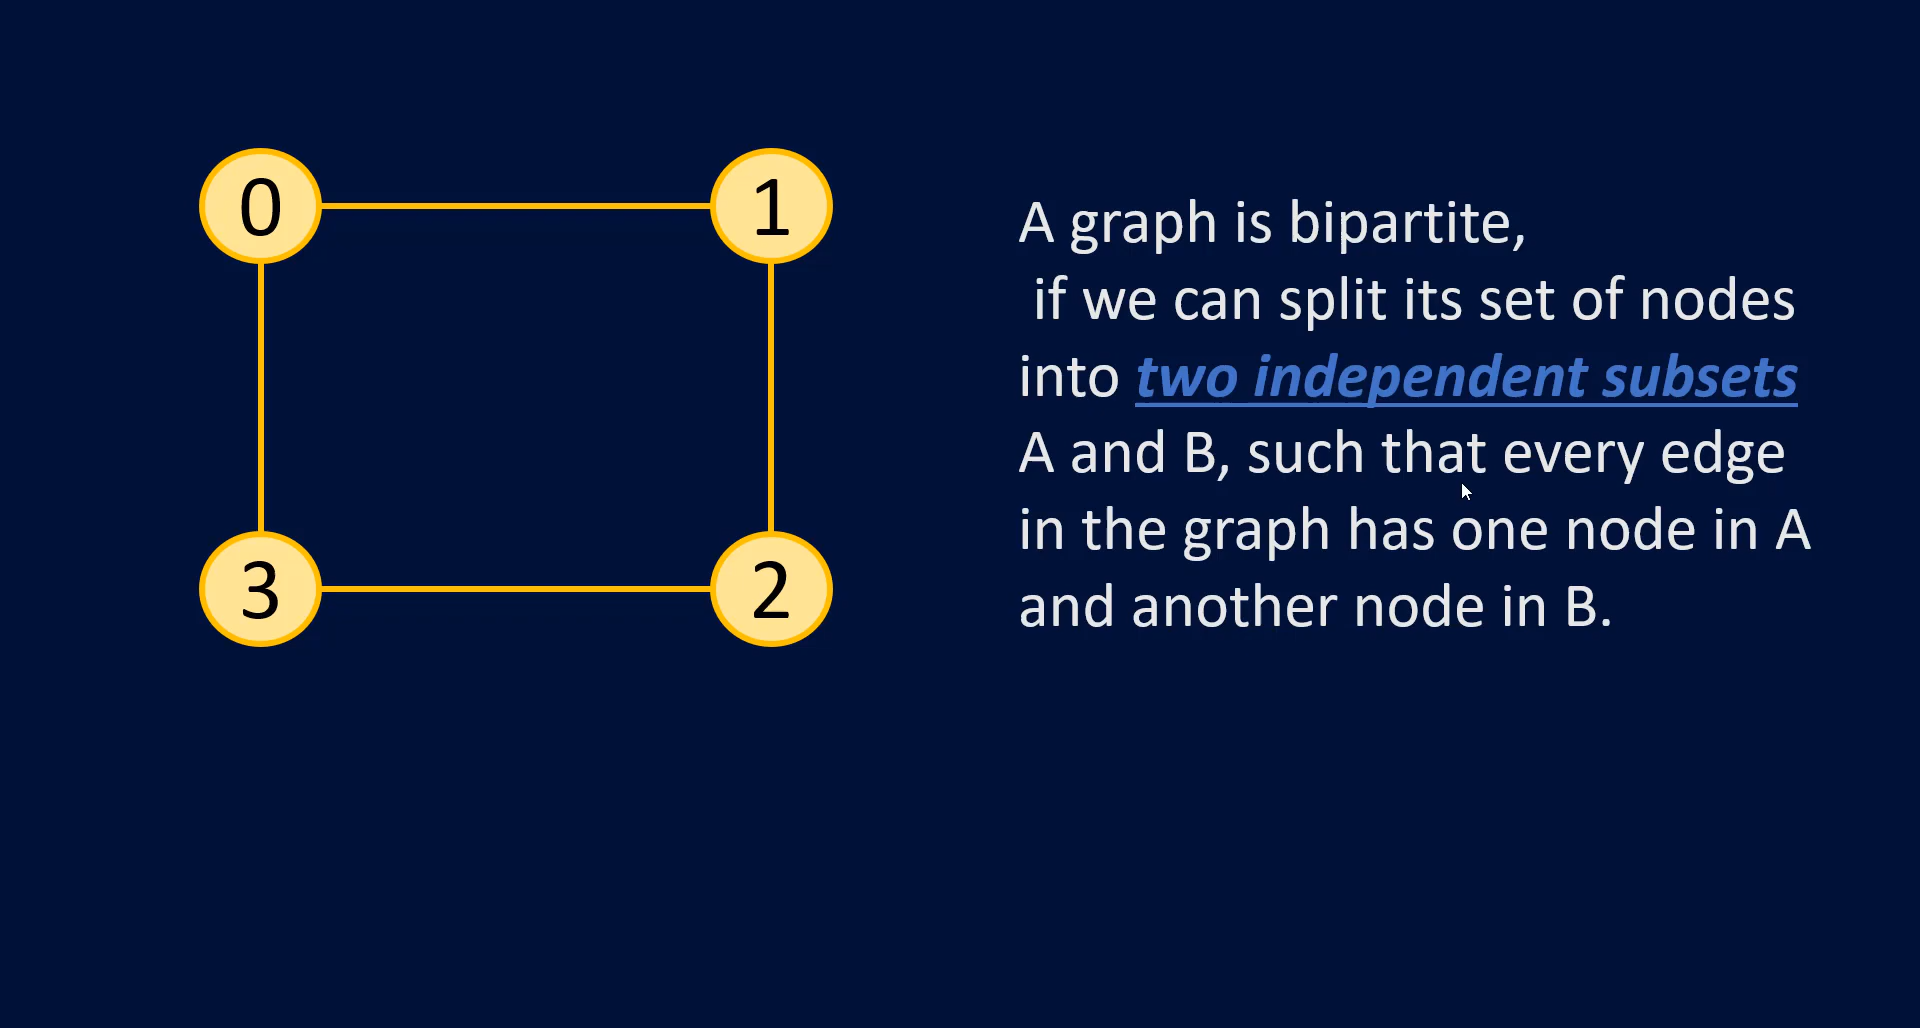 0
1
3
2
A graph is bipartite,
if we can split its set of nodes
into two independent subsets
A and B, such that every edge
in the graph has one node in A
and another node in B.